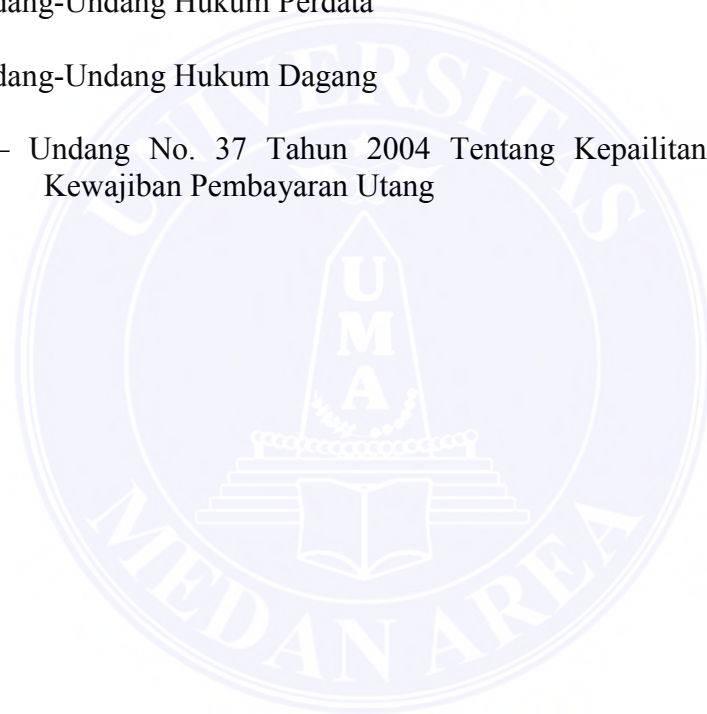 dang-Undang Hukum Perdata
dang-Undang Hukum Dagang
– Undang No. 37 Tahun 2004 Tentang Kepailitan
Kewajiban Pembayaran Utang
UNIVERSITAS
UMA
MEDAN AREA